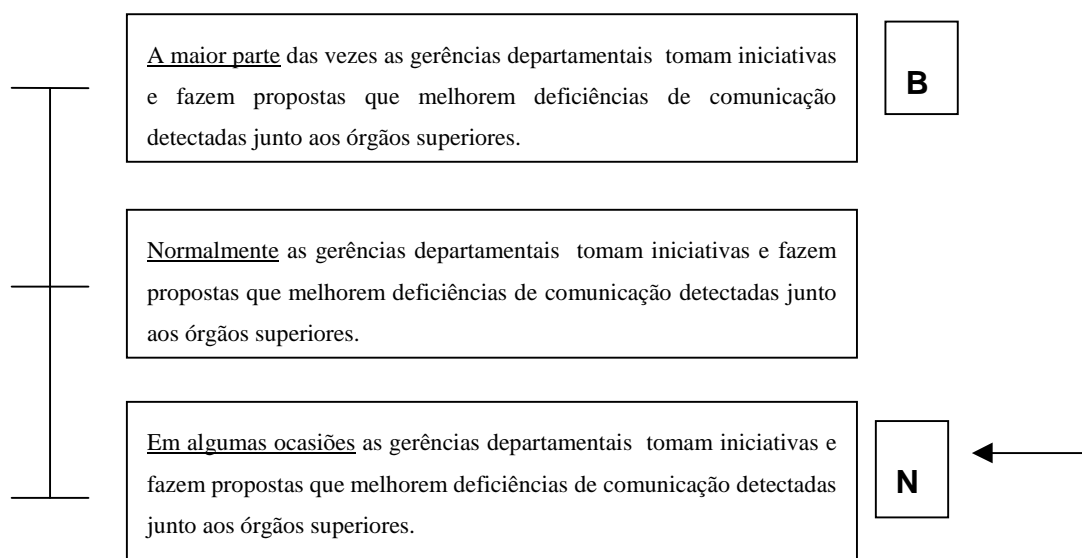 A maior parte das vezes as gerências departamentais tomam iniciativas
e fazem propostas que melhorem deficiências de comunicação
detectadas junto aos órgãos superiores.
B
Normalmente as gerências departamentais tomam iniciativas e fazem
propostas que melhorem deficiências de comunicação detectadas junto
aos órgãos superiores.
Em algumas ocasiões as gerências departamentais tomam iniciativas e
fazem propostas que melhorem deficiências de comunicação detectadas
junto aos órgãos superiores.
N